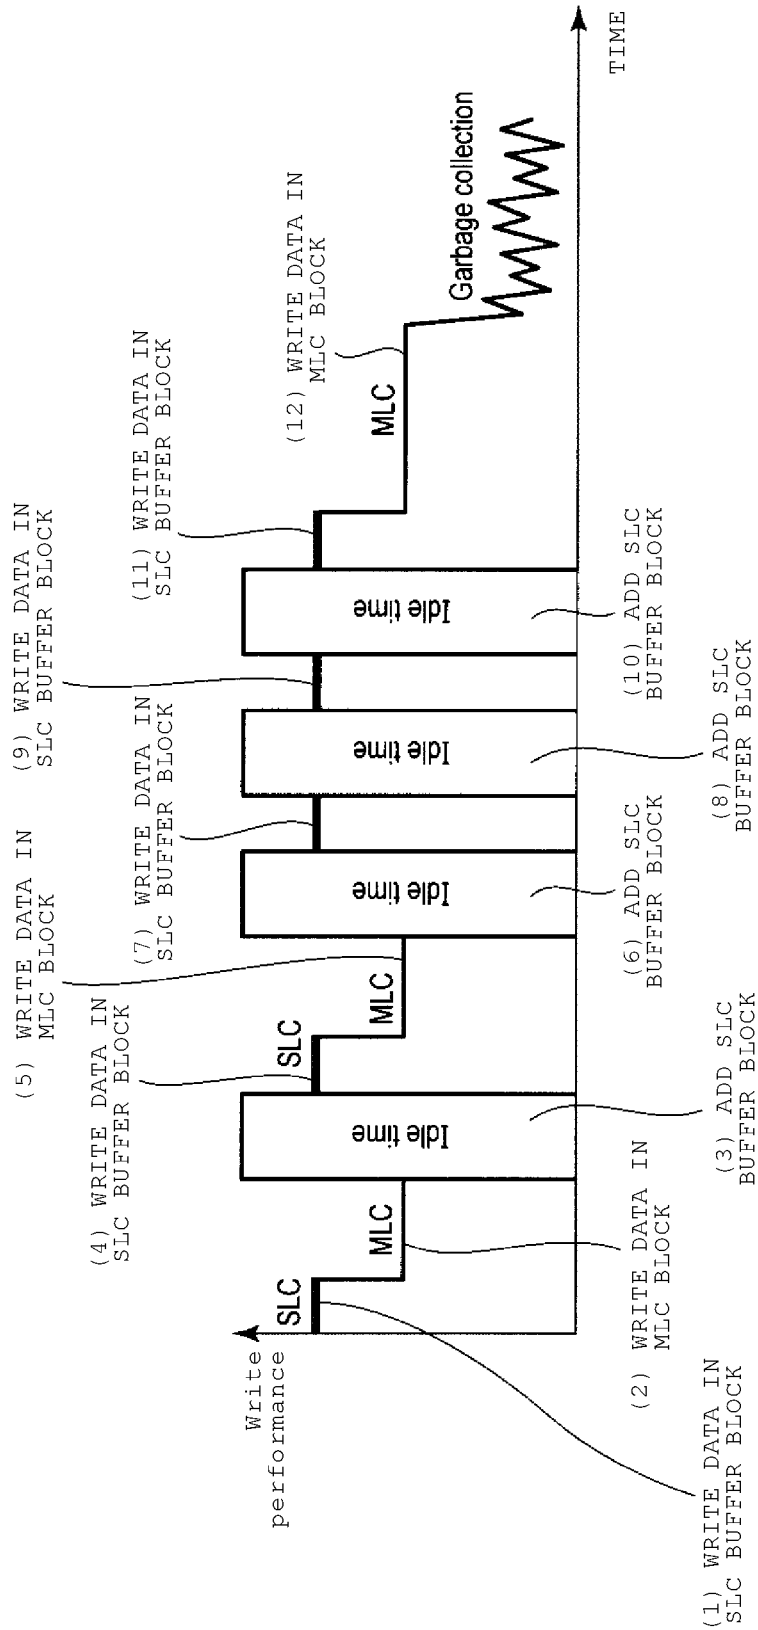 Write
performance
(1) WRITE DATA IN
SLC BUFFER BLOCK
SLC
(2) WRITE DATA IN
MLC BLOCK
MLC
(3) ADD SLC
BUFFER BLOCK
Idle time
(4) WRITE DATA IN
SLC BUFFER BLOCK
SLC
(5) WRITE DATA IN
MLC BLOCK
MLC
(6) ADD SLC
BUFFER BLOCK
Idle time
(7) WRITE DATA IN
SLC BUFFER BLOCK
(8) ADD SLC
BUFFER BLOCK
Idle time
(9) WRITE DATA IN
SLC BUFFER BLOCK
(10) ADD SLC
BUFFER BLOCK
Idle time
(11) WRITE DATA IN
SLC BUFFER BLOCK
(12) WRITE DATA IN
MLC BLOCK
MLC
Garbage collection
TIME